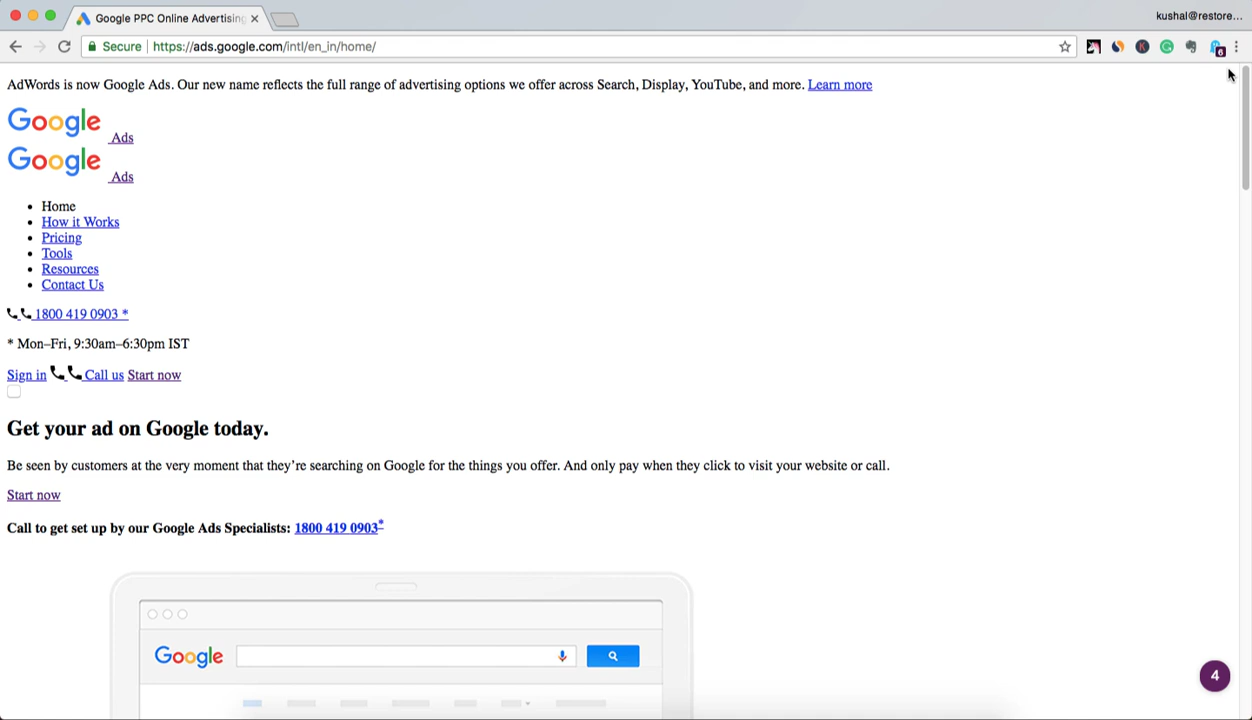 Google PPC Online Advertising
kushal@restore...
Secure
https://ads.google.com/intl/en_in/home/
6
AdWords is now Google Ads. Our new name reflects the full range of advertising options we offer across Search, Display, YouTube, and more. Learn more
Google Ads
Google Ads
Home
How it Works
Pricing
Tools
Resources
Contact Us
1800 419 0903 *
* Mon–Fri, 9:30am–6:30pm IST
Sign in Call us Start now
Get your ad on Google today.
Be seen by customers at the very moment that they’re searching on Google for the things you offer. And only pay when they click to visit your website or call.
Start now
Call to get set up by our Google Ads Specialists: 1800 419 0903*
Google
4